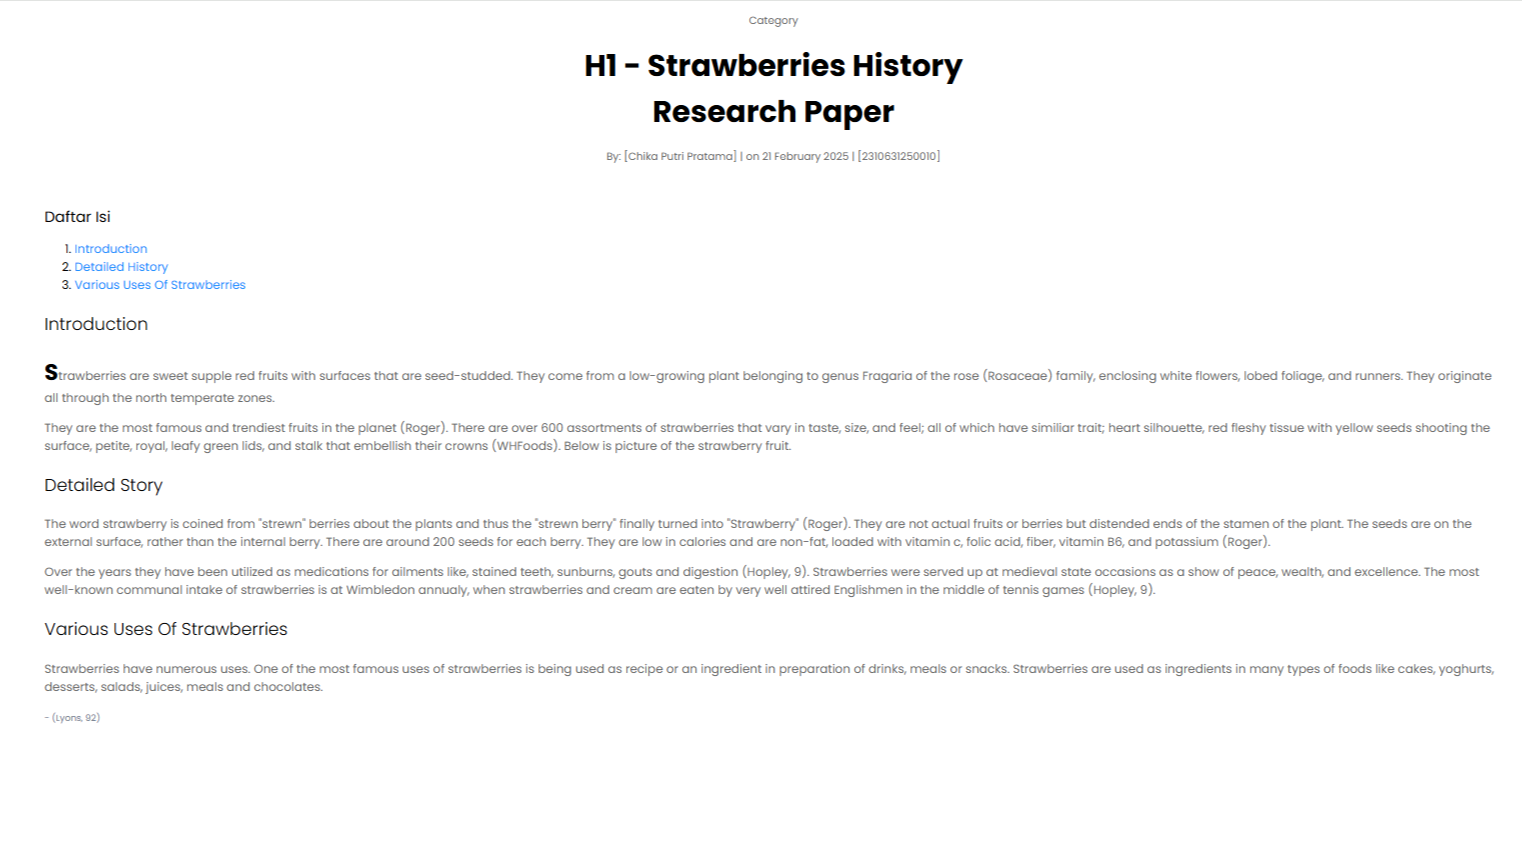 Category
H1 - Strawberries History
Research Paper
By: [Chika Putri Pratama] | on 21 February 2025 | [2310631250010]
Daftar Isi
1. Introduction
2. Detailed History
3. Various Uses Of Strawberries
Introduction
Strawberries are sweet supple red fruits with surfaces that are seed-studded. They come from a low-growing plant belonging to genus Fragaria of the rose (Rosaceae) family, enclosing white flowers, lobed foliage, and runners. They originate
all through the north temperate zones.
They are the most famous and trendiest fruits in the planet (Roger). There are over 600 assortments of strawberries that vary in taste, size, and feel; all of which have similiar trait; heart silhouette, red fleshy tissue with yellow seeds shooting the
surface, petite, royal, leafy green lids, and stalk that embellish their crowns (WHFoods). Below is picture of the strawberry fruit.
Detailed Story
The word strawberry is coined from "strewn" berries about the plants and thus the "strewn berry" finally turned into "Strawberry" (Roger). They are not actual fruits or berries but distended ends of the stamen of the plant. The seeds are on the
external surface, rather than the internal berry. There are around 200 seeds for each berry. They are low in calories and are non-fat, loaded with vitamin c, folic acid, fiber, vitamin B6, and potassium (Roger).
Over the years they have been utilized as medications for ailments like, stained teeth, sunburns, gouts and digestion (Hopley, 9). Strawberries were served up at medieval state occasions as a show of peace, wealth, and excellence. The most
well-known communal intake of strawberries is at Wimbledon annualy, when strawberries and cream are eaten by very well attired Englishmen in the middle of tennis games (Hopley, 9).
Various Uses Of Strawberries
Strawberries have numerous uses. One of the most famous uses of strawberries is being used as recipe or an ingredient in preparation of drinks, meals or snacks. Strawberries are used as ingredients in many types of foods like cakes, yoghurts,
desserts, salads, juices, meals and chocolates.
- (Lyons, 92)